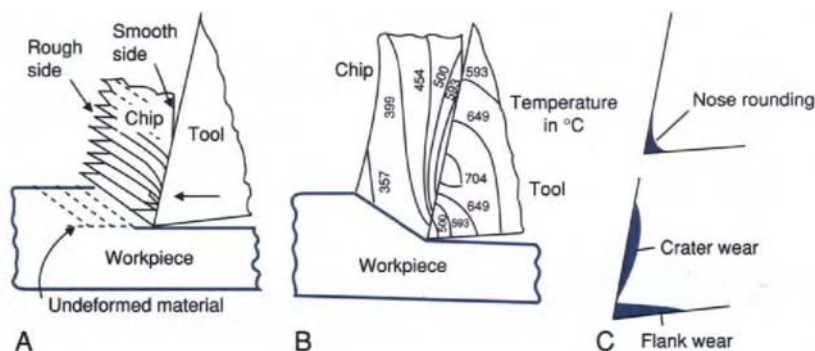 Rough
side
Smooth
side
Chip
Tool
Workpiece
Undeformed material
A
Chip
399
454
500
593
593
649
357
704
649
500
593
Temperature
in °C
Tool
Workpiece
B
Nose rounding
Crater wear
Flank wear
C